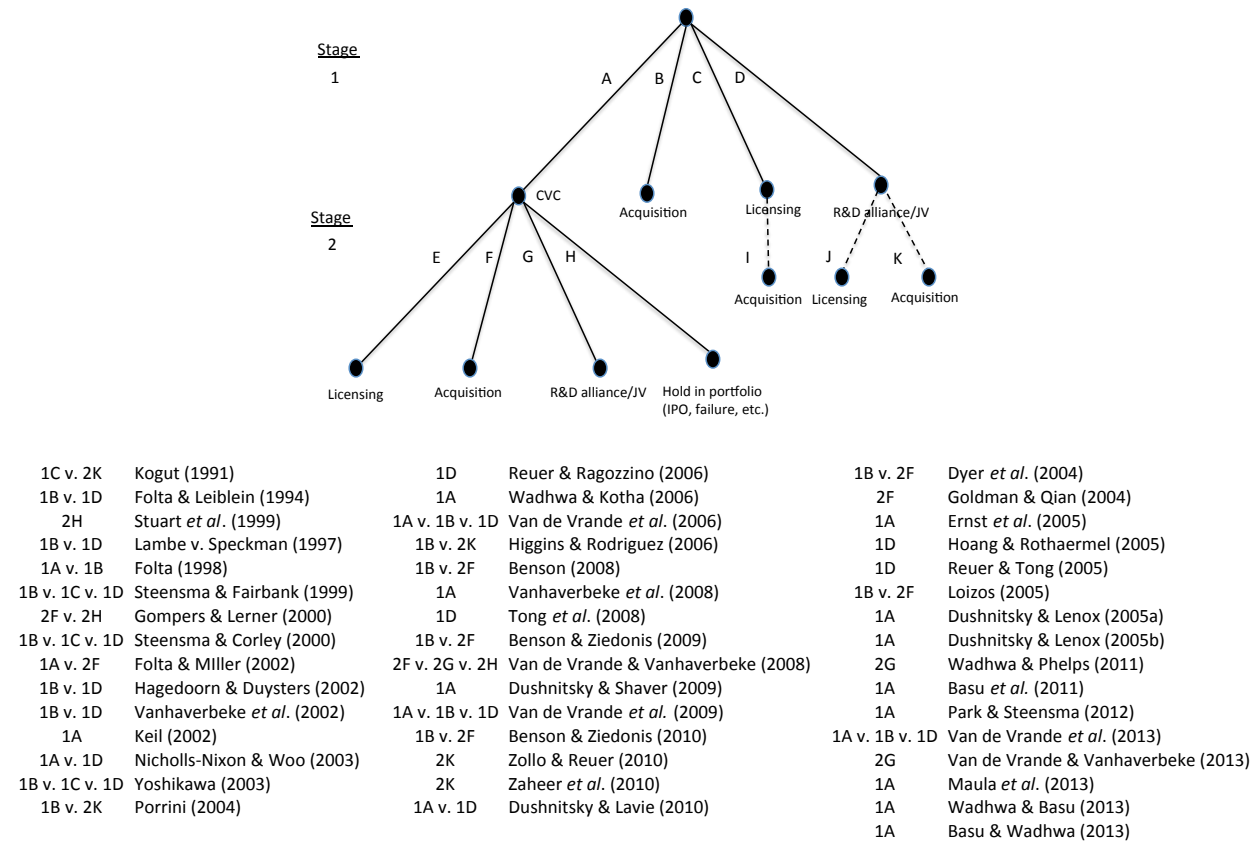 Stage
1
A
B
C
D
CVC
Acquisition
Licensing
R&D alliance/JV
Stage
2
E
F
G
H
I
J
K
Acquisition
Licensing
Acquisition
Licensing
Acquisition
R&D alliance/JV
Hold in portfolio
(IPO, failure, etc.)
1C v. 2K Kogut (1991)
1B v. 1D Folta & Leiblein (1994)
2H Stuart et al. (1999)
1B v. 1D Lambe v. Speckman (1997)
1A v. 1B Folta (1998)
1B v. 1C v. 1D Steensma & Fairbank (1999)
2F v. 2H Gompers & Lerner (2000)
1B v. 1C v. 1D Steensma & Corley (2000)
1A v. 2F Folta & MIller (2002)
1B v. 1D Hagedoorn & Duysters (2002)
1B v. 1D Vanhaverbeke et al. (2002)
1A Keil (2002)
1A v. 1D Nicholls-Nixon & Woo (2003)
1B v. 1C v. 1D Yoshikawa (2003)
1B v. 2K Porrini (2004)
1D Reuer & Ragozzino (2006)
1A Wadhwa & Kotha (2006)
1A v. 1B v. 1D Van de Vrande et al. (2006)
1B v. 2K Higgins & Rodriguez (2006)
1B v. 2F Benson (2008)
1A Vanhaverbeke et al. (2008)
1D Tong et al. (2008)
1B v. 2F Benson & Ziedonis (2009)
2F v. 2G v. 2H Van de Vrande & Vanhaverbeke (2008)
1A Dushnitsky & Shaver (2009)
1A v. 1B v. 1D Van de Vrande et al. (2009)
1B v. 2F Benson & Ziedonis (2010)
2K Zollo & Reuer (2010)
2K Zaheer et al. (2010)
1A v. 1D Dushnitsky & Lavie (2010)
1B v. 2F Dyer et al. (2004)
2F Goldman & Qian (2004)
1A Ernst et al. (2005)
1D Hoang & Rothaermel (2005)
1D Reuer & Tong (2005)
1B v. 2F Loizos (2005)
1A Dushnitsky & Lenox (2005a)
1A Dushnitsky & Lenox (2005b)
2G Wadhwa & Phelps (2011)
1A Basu et al. (2011)
1A Park & Steensma (2012)
1A v. 1B v. 1D Van de Vrande et al. (2013)
2G Van de Vrande & Vanhaverbeke (2013)
1A Maula et al. (2013)
1A Wadhwa & Basu (2013)
1A Basu & Wadhwa (2013)